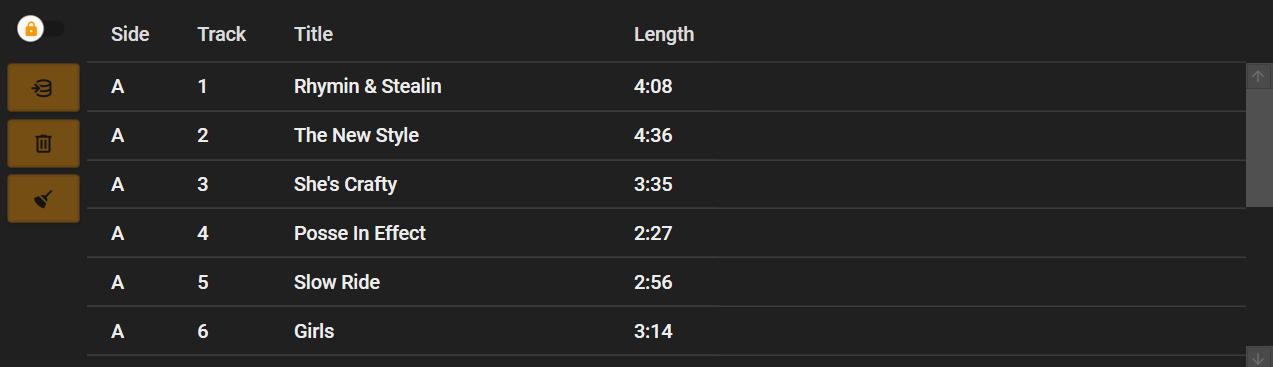 Side Track Title Length
A 1 Rhymin & Stealin 4:08
A 2 The New Style 4:36
A 3 She's Crafty 3:35
A 4 Posse In Effect 2:27
A 5 Slow Ride 2:56
A 6 Girls 3:14